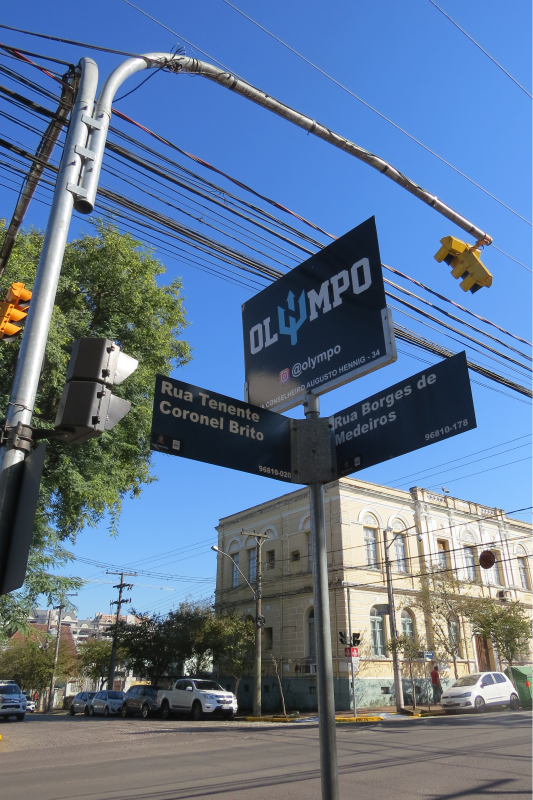 OLYMPO
@olympo
CONSELHEIRO AUGUSTO HENNIG - 34
Rua Tenente
Coronel Brito
96810-020
Rua Borges de
Medeiros
96810-178